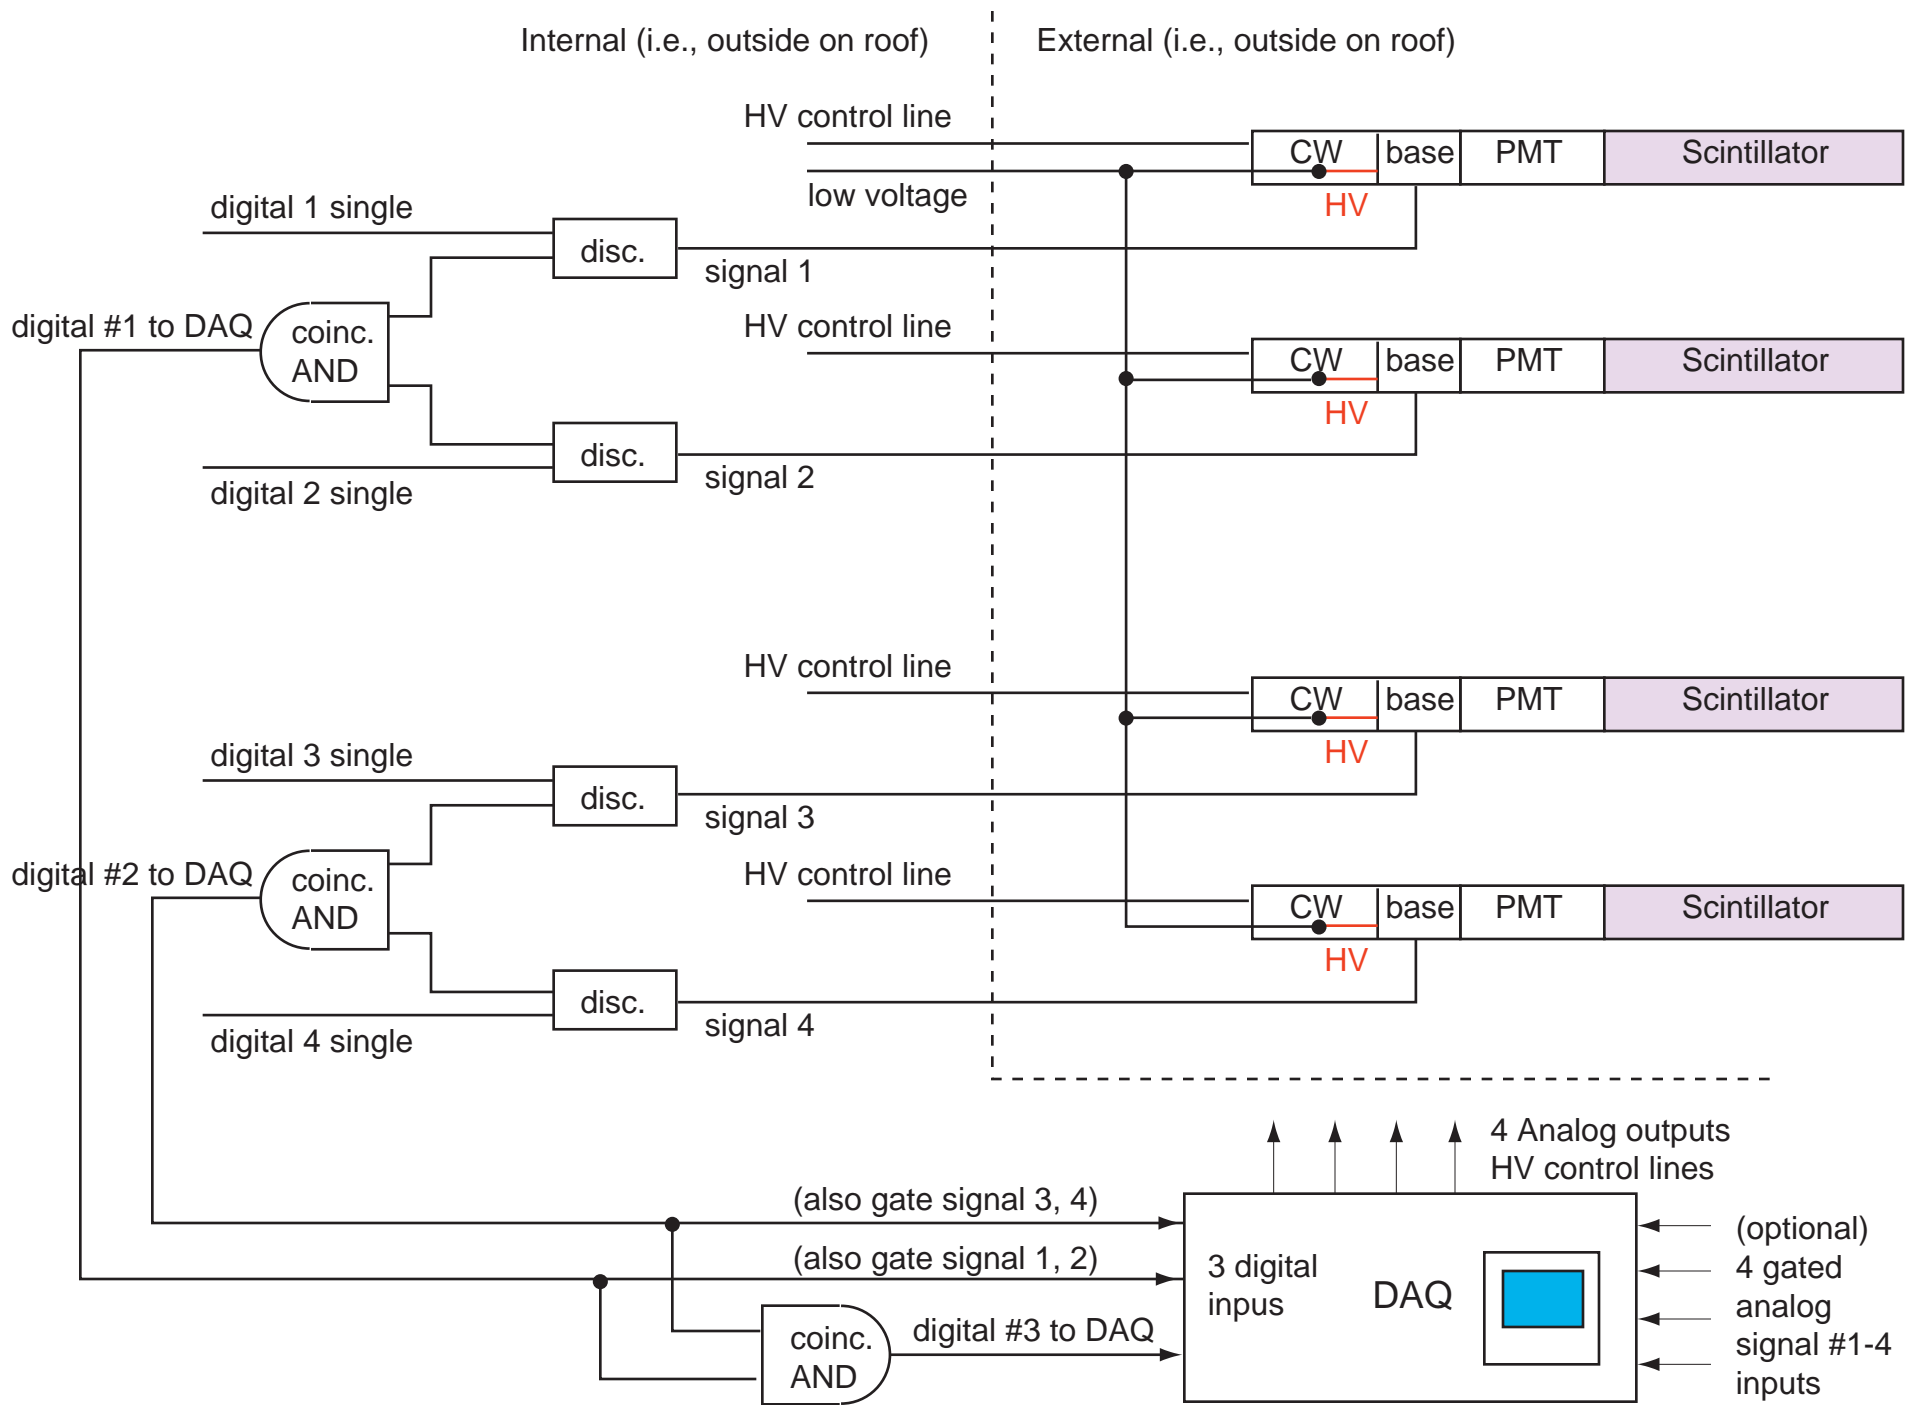 Internal (i.e., outside on roof)
External (i.e., outside on roof)
HV control line
CW
base
PMT
Scintillator
low voltage
HV
digital 1 single
disc.
signal 1
digital #1 to DAQ
coinc.
AND
HV control line
CW
base
PMT
Scintillator
HV
disc.
signal 2
digital 2 single
HV control line
CW
base
PMT
Scintillator
HV
digital 3 single
disc.
signal 3
digital #2 to DAQ
coinc.
AND
HV control line
CW
base
PMT
Scintillator
HV
disc.
signal 4
digital 4 single
4 Analog outputs
HV control lines
(also gate signal 3, 4)
(also gate signal 1, 2)
3 digital
inpus
DAQ
(optional)
4 gated
analog
signal #1-4
inputs
coinc.
AND
digital #3 to DAQ